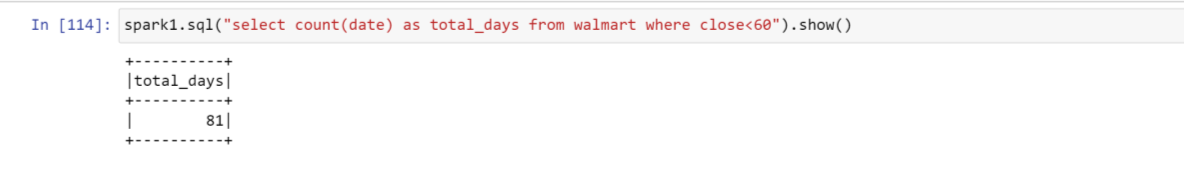 In [114]: spark1.sql("select count(date) as total_days from walmart where close<60").show()
+----------+
|total_days|
+----------+
|        81|
+----------+